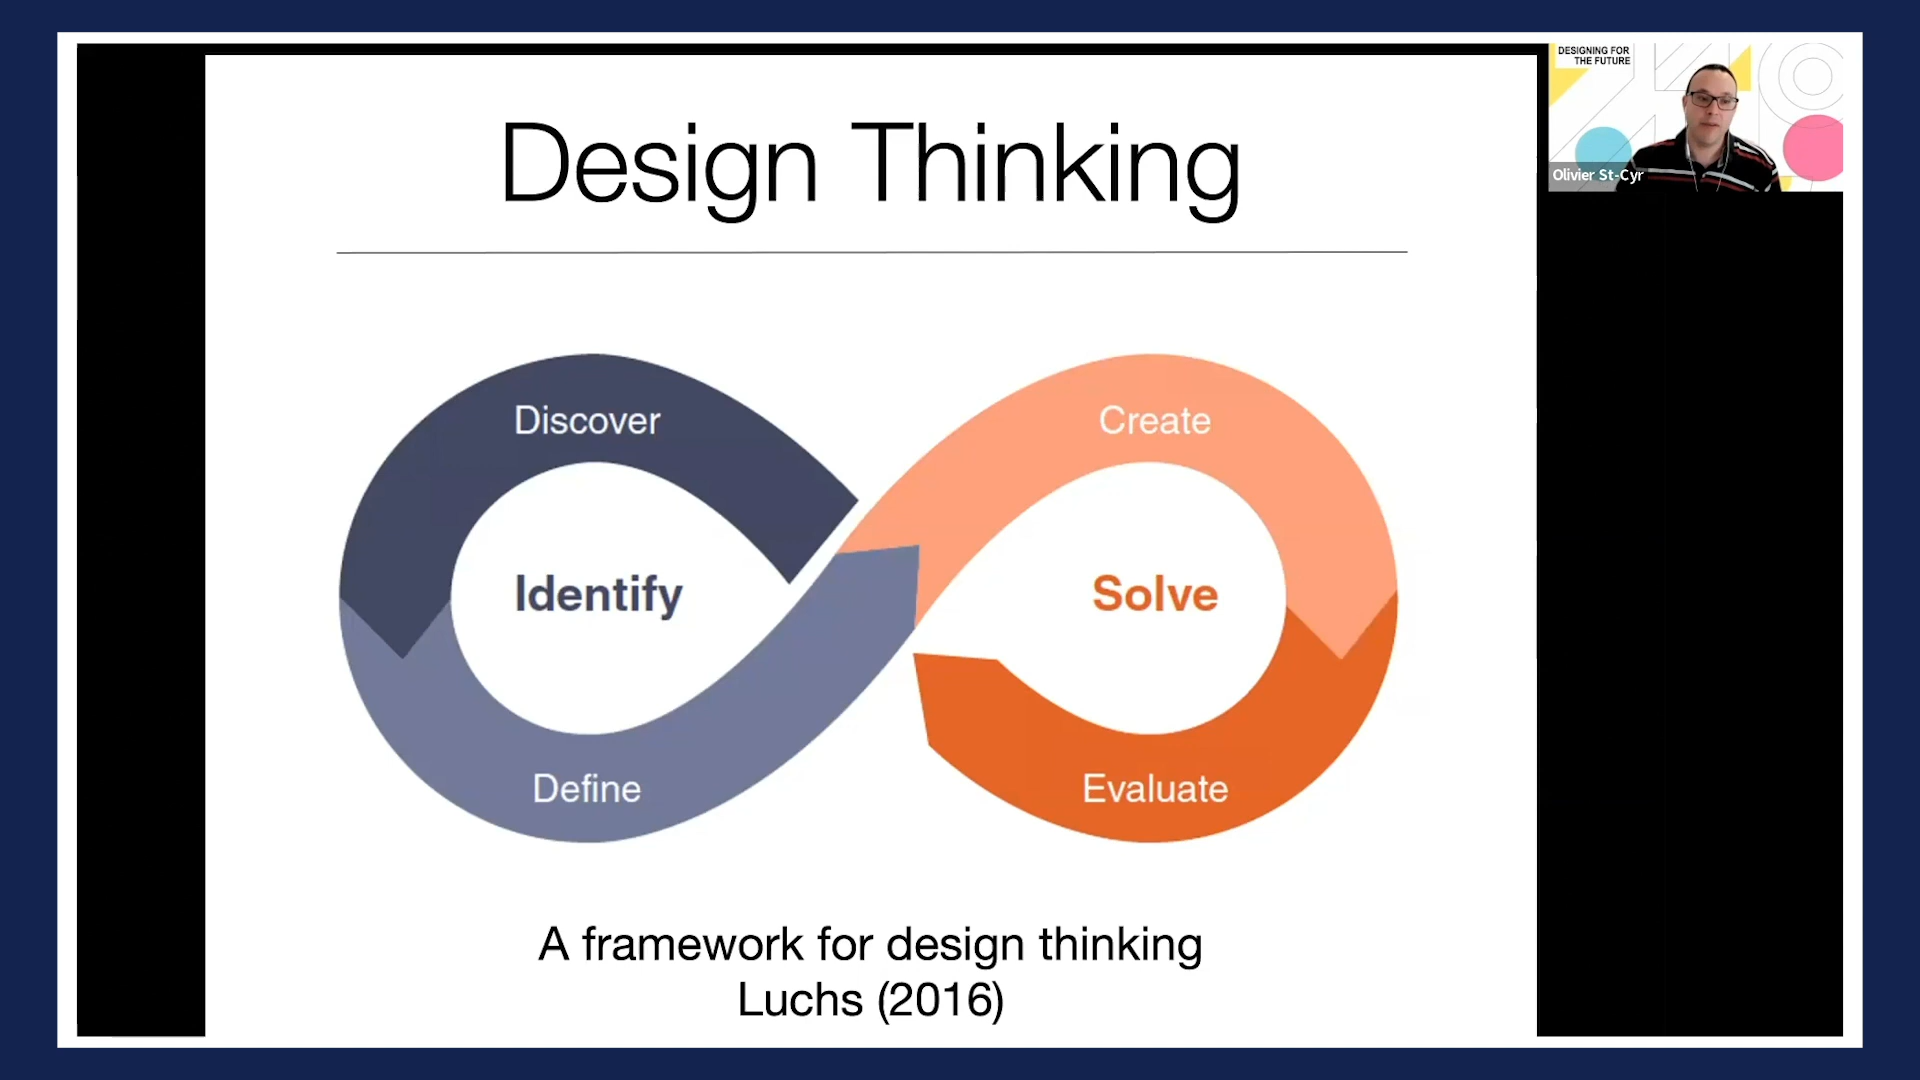 Design Thinking
Discover
Create
Identify
Solve
Define
Evaluate
A framework for design thinking
Luchs (2016)
DESIGNING FOR
THE FUTURE
Olivier St-Cyr